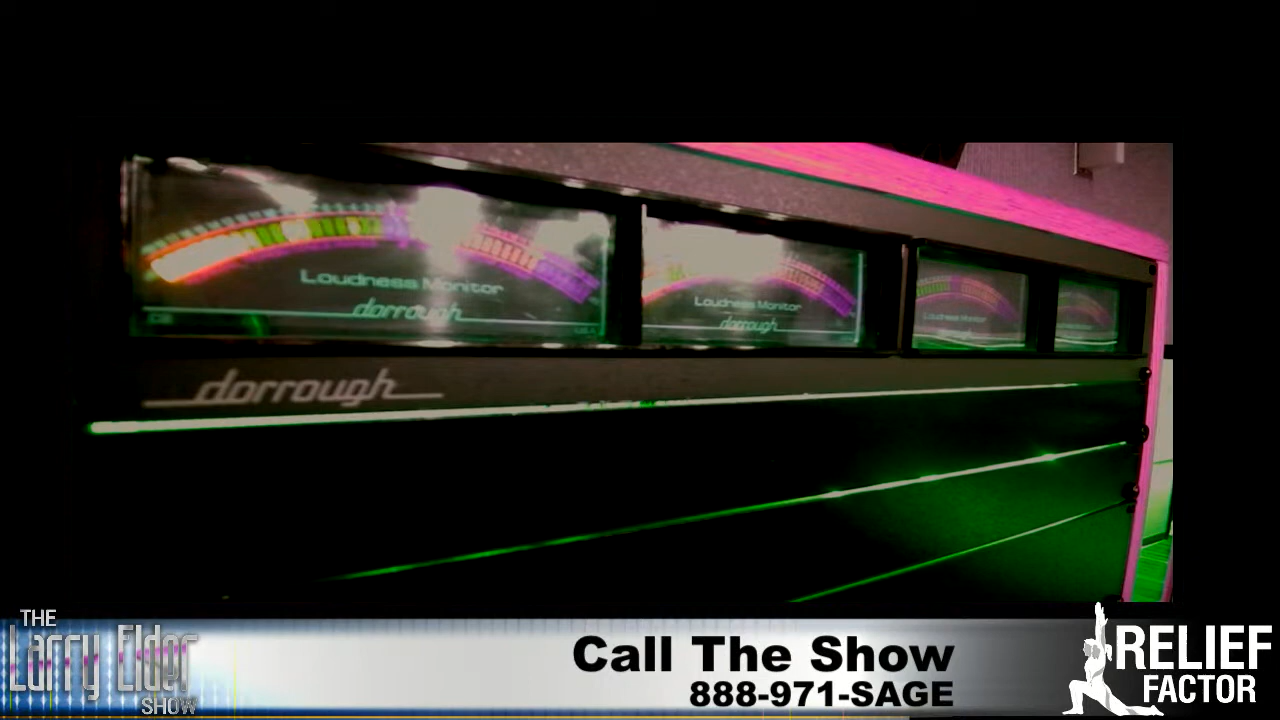 Loudness Monitor
dorrough
Loudness Monitor
dorrough
Loudness Monitor
dorrough
THE
Larry Elder
SHOW
Call The Show
888-971-SAGE
RELIEF
FACTOR